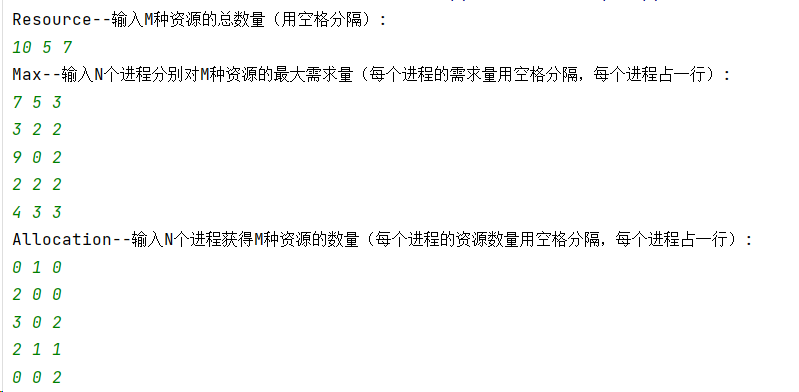 Resource--输入M种资源的总数量（用空格分隔）：
10 5 7
Max--输入N个进程分别对M种资源的最大需求量（每个进程的需求量用空格分隔，每个进程占一行）：
7 5 3
3 2 2
9 0 2
2 2 2
4 3 3
Allocation--输入N个进程获得M种资源的数量（每个进程的资源数量用空格分隔，每个进程占一行）：
0 1 0
2 0 0
3 0 2
2 1 1
0 0 2